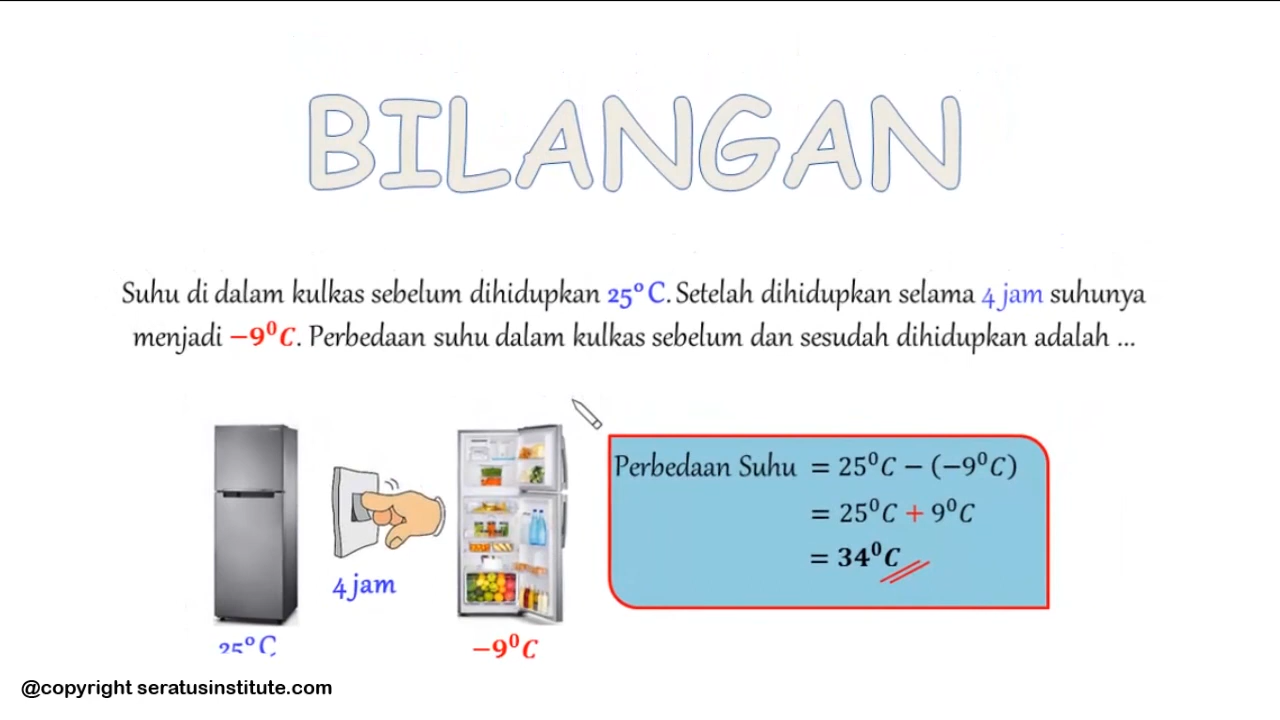 BILANGAN
Suhu di dalam kulkas sebelum dihidupkan 25° C. Setelah dihidupkan selama 4 jam suhunya
menjadi −9⁰C. Perbedaan suhu dalam kulkas sebelum dan sesudah dihidupkan adalah ...
Perbedaan Suhu = 25⁰C − (−9⁰C)
= 25⁰C + 9⁰C
= 34⁰C
4 jam
25° C
−9⁰C
@copyright seratusinstitute.com